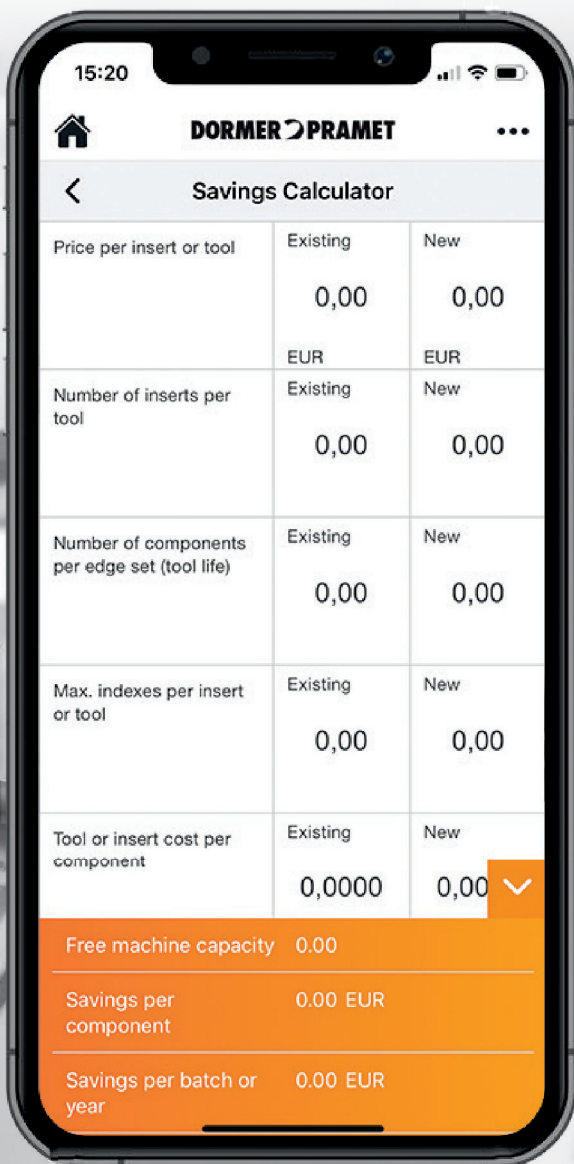 15:20
DORMER PRAMET
Savings Calculator
Price per insert or tool
Existing
New
0,00
0,00
EUR
EUR
Number of inserts per
tool
Existing
New
0,00
0,00
Number of components
per edge set (tool life)
Existing
New
0,00
0,00
Max. indexes per insert
or tool
Existing
New
0,00
0,00
Tool or insert cost per
component
Existing
New
0,0000
0,00
Free machine capacity 0.00
Savings per
component
0.00 EUR
Savings per batch or
year
0.00 EUR